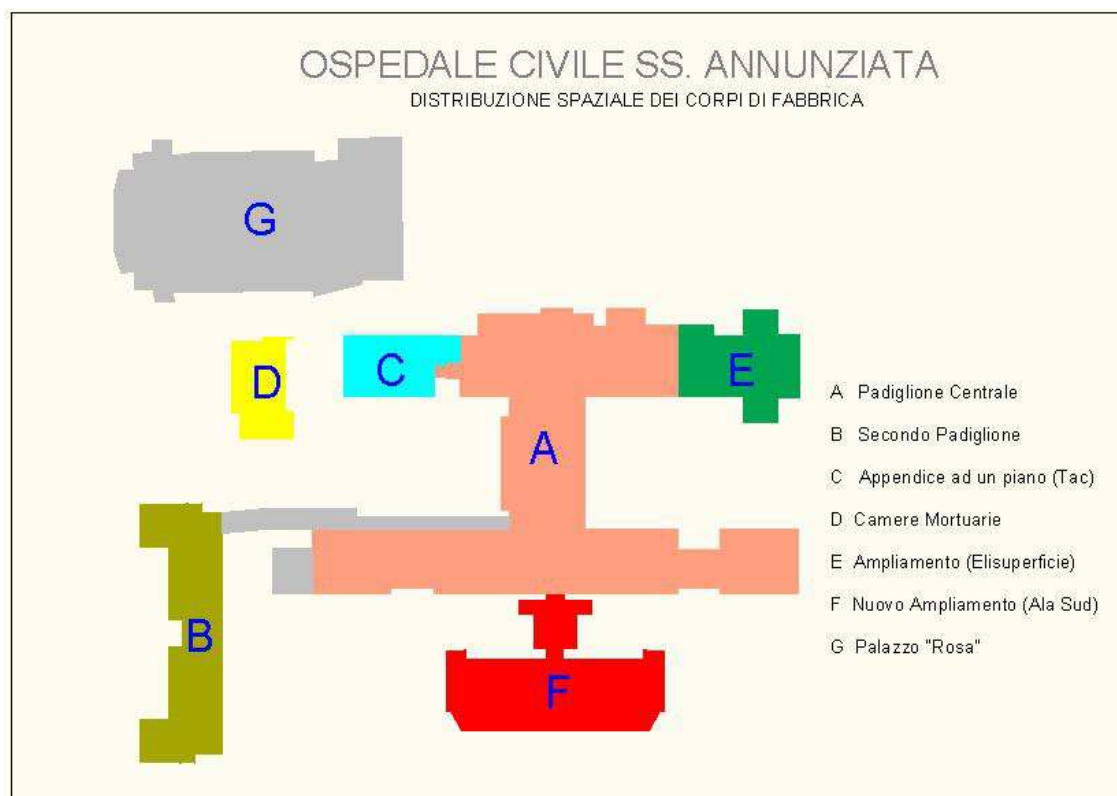 OSPEDALE CIVILE SS. ANNUNZIATA
DISTRIBUZIONE SPAZIALE DEI CORPI DI FABBRICA
G
D
C
E
A
B
F
A Padiglione Centrale
B Secondo Padiglione
C Appendice ad un piano (Tac)
D Camere Mortuarie
E Ampliamento (Elisuperficie)
F Nuovo Ampliamento (Ala Sud)
G Palazzo "Rosa"